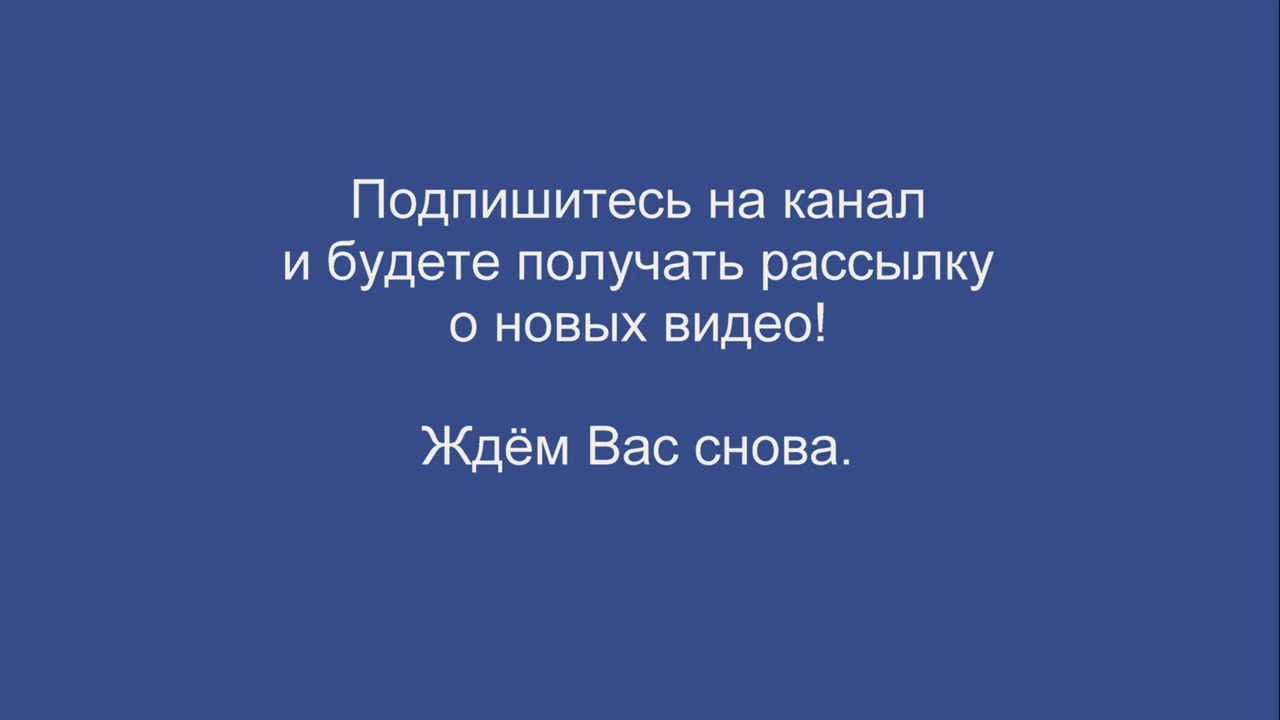 Подпишитесь на канал
и будете получать рассылку
о новых видео!
Ждём Вас снова.